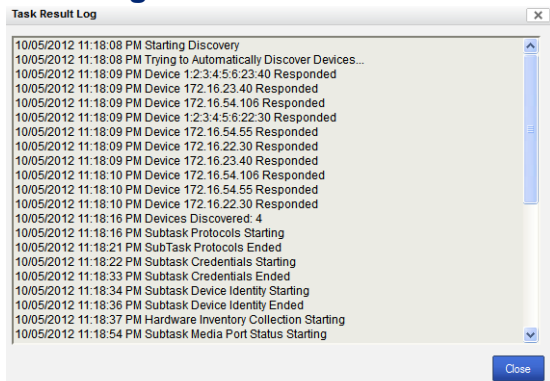 Task Result Log
10/05/2012 11:18:08 PM Starting Discovery
10/05/2012 11:18:08 PM Trying to Automatically Discover Devices...
10/05/2012 11:18:09 PM Device 1:2:3:4:5:6:23:40 Responded
10/05/2012 11:18:09 PM Device 172.16.23.40 Responded
10/05/2012 11:18:09 PM Device 172.16.54.106 Responded
10/05/2012 11:18:09 PM Device 1:2:3:4:5:6:22:30 Responded
10/05/2012 11:18:09 PM Device 172.16.54.55 Responded
10/05/2012 11:18:09 PM Device 172.16.22.30 Responded
10/05/2012 11:18:09 PM Device 172.16.23.40 Responded
10/05/2012 11:18:10 PM Device 172.16.54.106 Responded
10/05/2012 11:18:10 PM Device 172.16.54.55 Responded
10/05/2012 11:18:10 PM Device 172.16.22.30 Responded
10/05/2012 11:18:16 PM Devices Discovered: 4
10/05/2012 11:18:16 PM Subtask Protocols Starting
10/05/2012 11:18:21 PM SubTask Protocols Ended
10/05/2012 11:18:22 PM Subtask Credentials Starting
10/05/2012 11:18:33 PM Subtask Credentials Ended
10/05/2012 11:18:34 PM Subtask Device Identity Starting
10/05/2012 11:18:36 PM Subtask Device Identity Ended
10/05/2012 11:18:37 PM Hardware Inventory Collection Starting
10/05/2012 11:18:54 PM Subtask Media Port Status Starting
Close